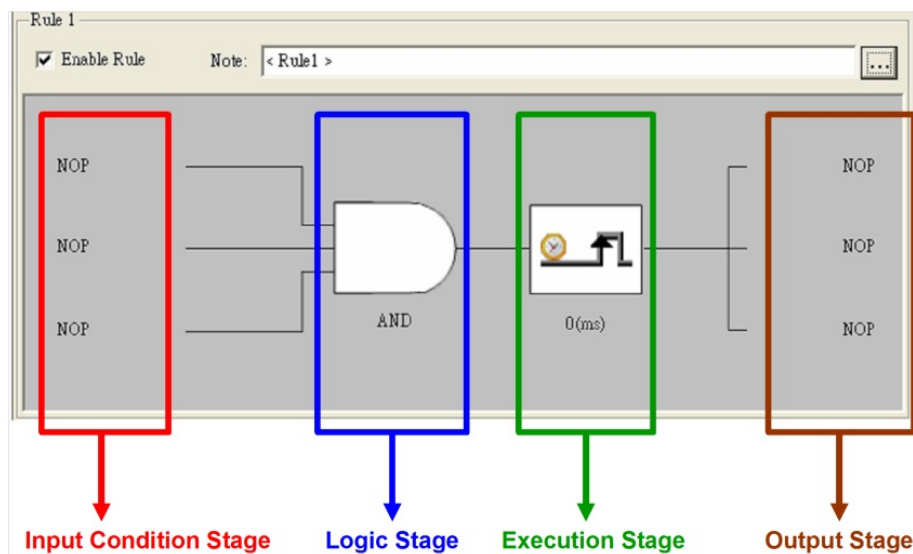 Rule 1
Enable Rule Note: < Rule1 > ...
NOP NOP
NOP NOP
AND 0(ms)
NOP NOP
Input Condition Stage Logic Stage Execution Stage Output Stage